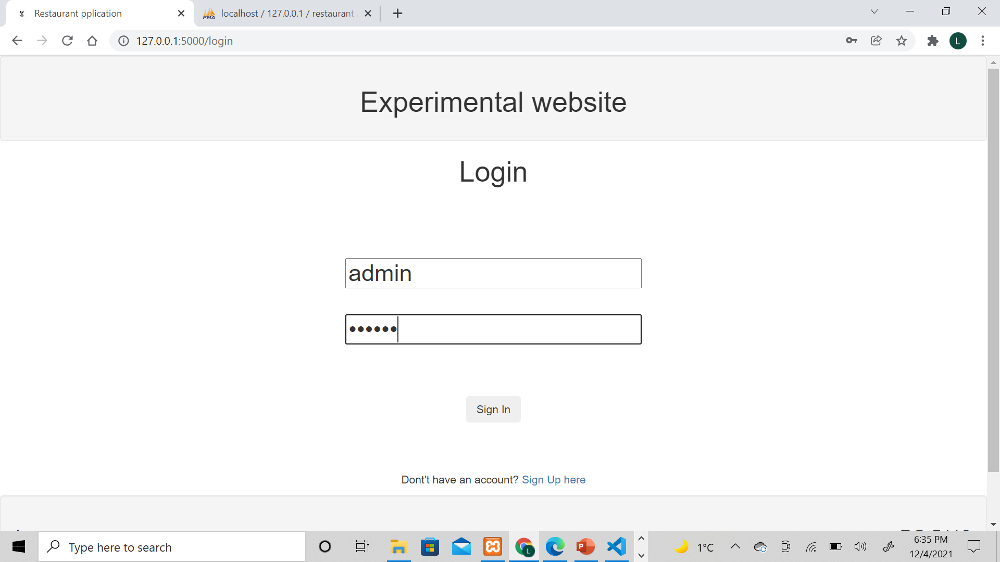 Restaurant pplication
localhost / 127.0.0.1 / restaurant
127.0.0.1:5000/login
L
Experimental website
Login
admin
••••••
Sign In
Dont't have an account? Sign Up here
Type here to search
L
P
1°C
6:35 PM
12/4/2021
PMA